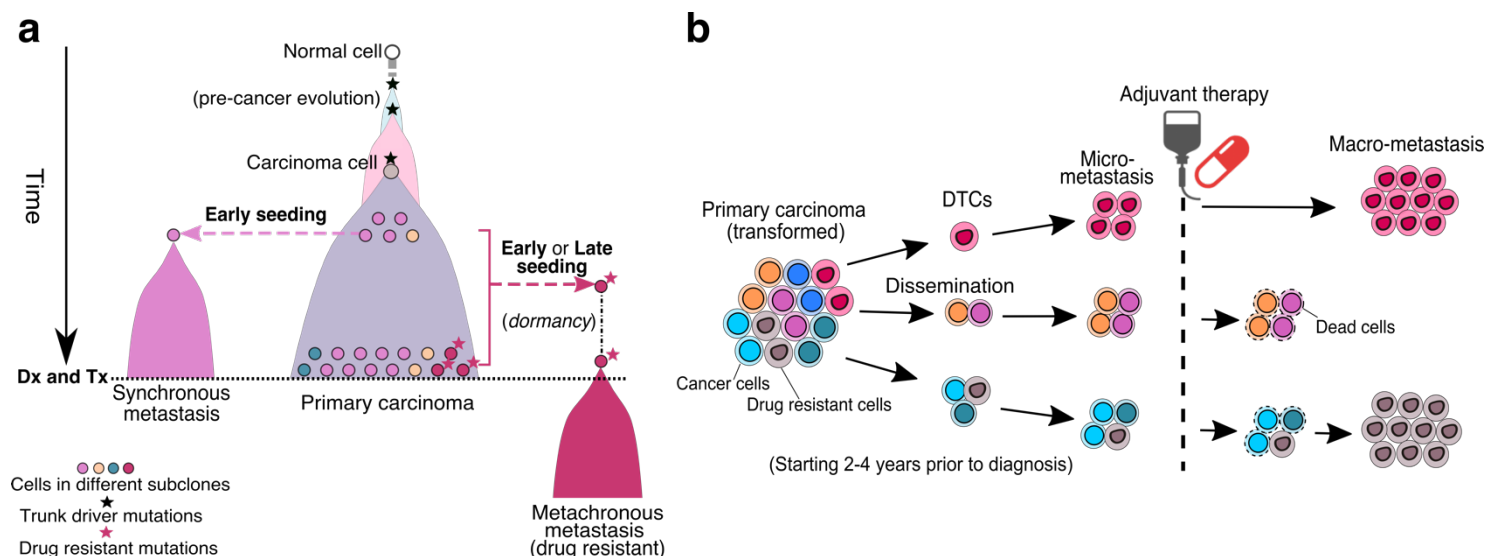 a
Normal cell
(pre-cancer evolution)
Carcinoma cell
Time
Early seeding
Early or Late
seeding
(dormancy)
Dx and Tx
Synchronous
metastasis
Primary carcinoma
Metachronous
metastasis
(drug resistant)
Cells in different subclones
Trunk driver mutations
Drug resistant mutations
b
Adjuvant therapy
Primary carcinoma
(transformed)
DTCs
Micro-
metastasis
Macro-metastasis
Dissemination
Dead cells
Cancer cells
Drug resistant cells
(Starting 2-4 years prior to diagnosis)